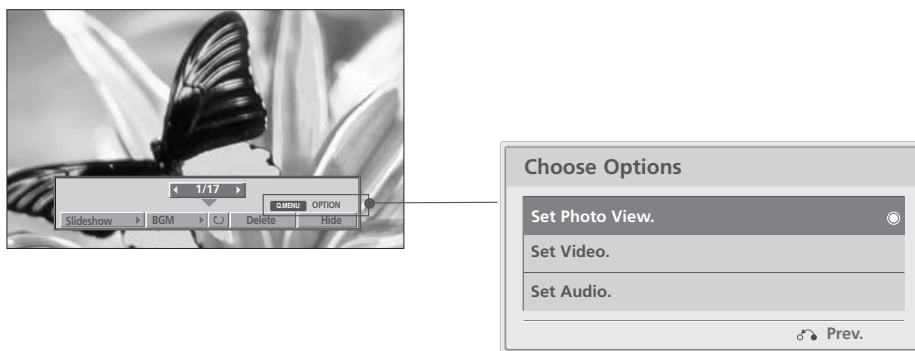 1/17
Q.MENU OPTION
Slideshow BGM Delete Hide
Choose Options
Set Photo View.
Set Video.
Set Audio.
Prev.